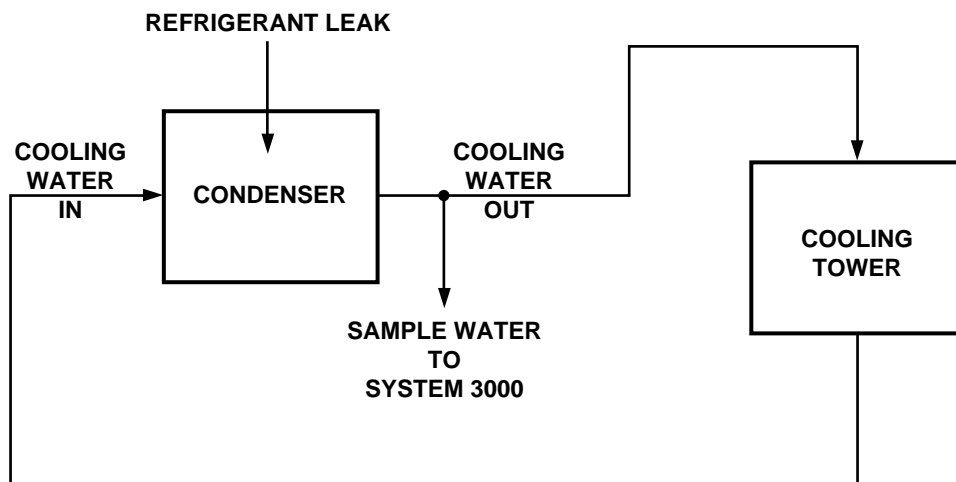 REFRIGERANT LEAK
COOLING
WATER
IN
CONDENSER
COOLING
WATER
OUT
COOLING
TOWER
SAMPLE WATER
TO
SYSTEM 3000